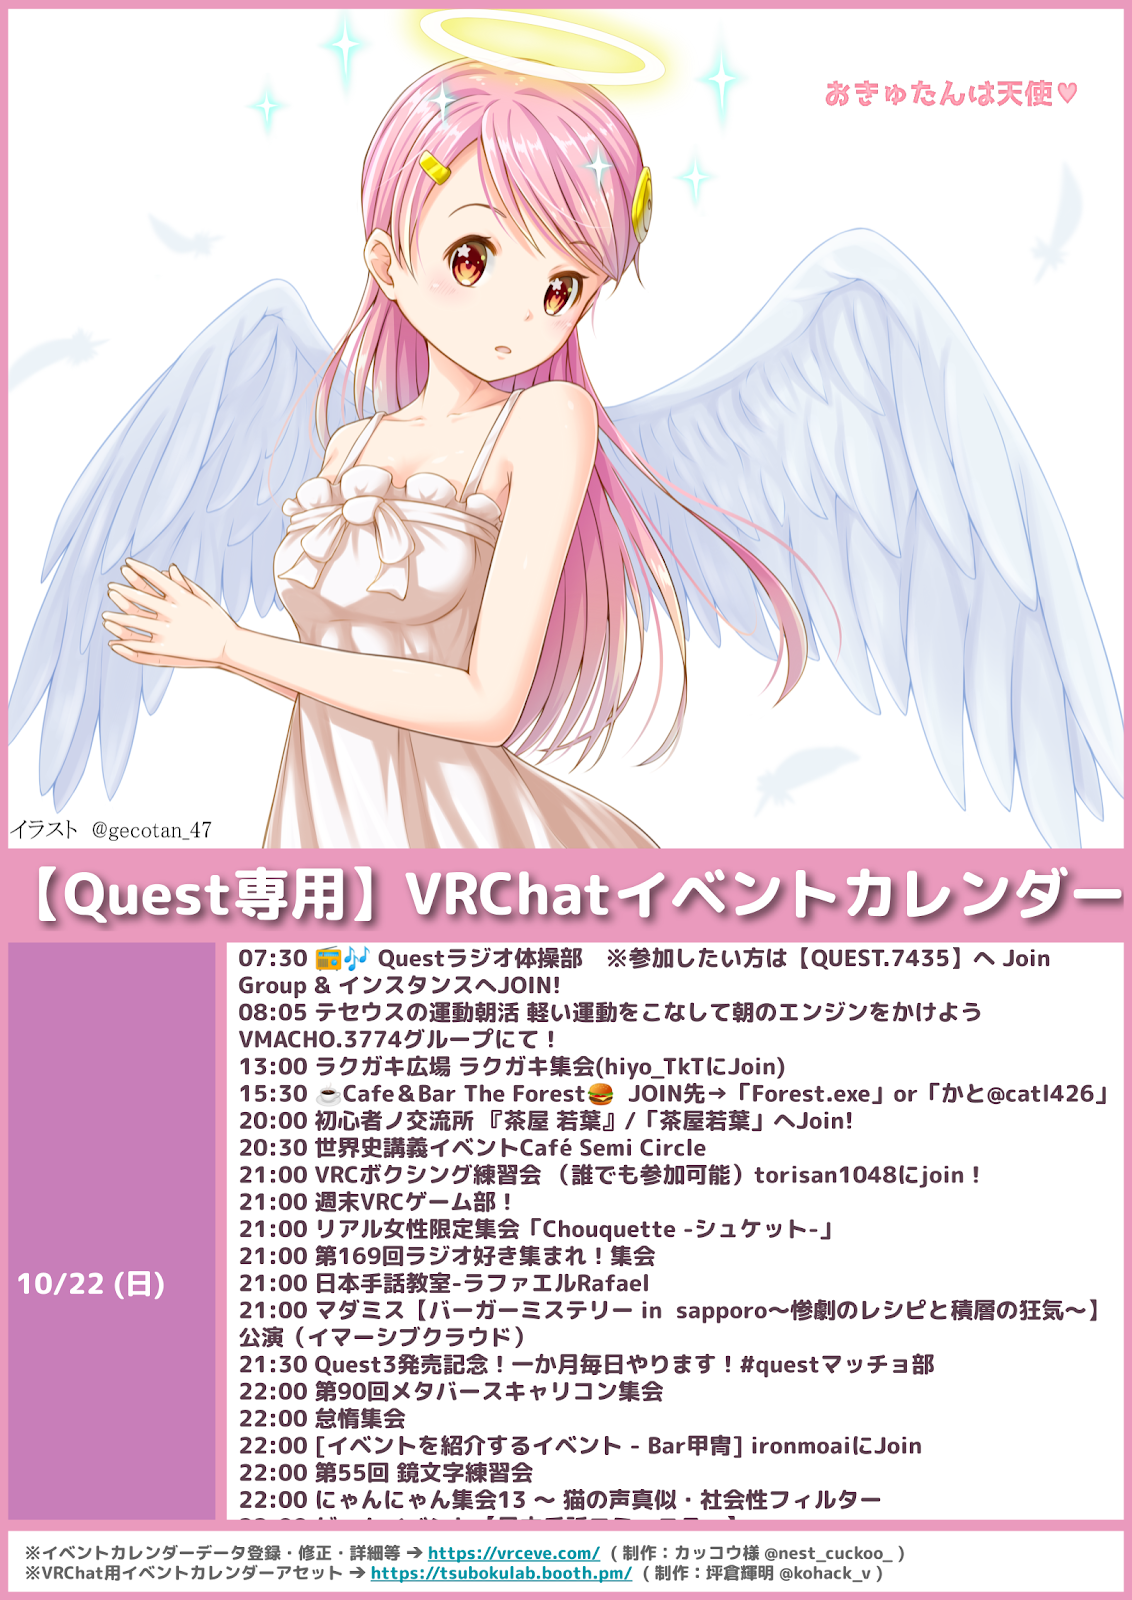 おきゅたんは天使♥
イラスト @gecotan_47
【Quest専用】VRChatイベントカレンダー
10/22 (日)
07:30 📻🎶 Questラジオ体操部　※参加したい方は【QUEST.7435】へ Join
Group & インスタンスへJOIN!
08:05 テセウスの運動朝活 軽い運動をこなして朝のエンジンをかけよう
VMACHO.3774グループにて！
13:00 ラクガキ広場 ラクガキ集会(hiyo_TkTにJoin)
15:30 ☕Cafe＆Bar The Forest🍔 JOIN先→「Forest.exe」or「かと@catl426」
20:00 初心者ノ交流所 『茶屋 若葉』/「茶屋若葉」へJoin!
20:30 世界史講義イベントCafé Semi Circle
21:00 VRCボクシング練習会 （誰でも参加可能）torisan1048にjoin！
21:00 週末VRCゲーム部！
21:00 リアル女性限定集会「Chouquette -シュケット-」
21:00 第169回ラジオ好き集まれ！集会
21:00 日本手話教室-ラファエルRafael
21:00 マダミス【バーガーミステリー in sapporo～惨劇のレシピと積層の狂気～】
公演（イマーシブクラウド）
21:30 Quest3発売記念！一か月毎日やります！#questマッチョ部
22:00 第90回メタバースキャリコン集会
22:00 怠惰集会
22:00 [イベントを紹介するイベント - Bar甲冑] ironmoaiにJoin
22:00 第55回 鏡文字練習会
22:00 にゃんにゃん集会13 ～ 猫の声真似・社会性フィルター
※イベントカレンダーデータ登録・修正・詳細等 ➔ https://vrceve.com/ ( 制作：カッコウ様 @nest_cuckoo_ )
※VRChat用イベントカレンダーアセット ➔ https://tsubokulab.booth.pm/ ( 制作：坪倉輝明 @kohack_v )